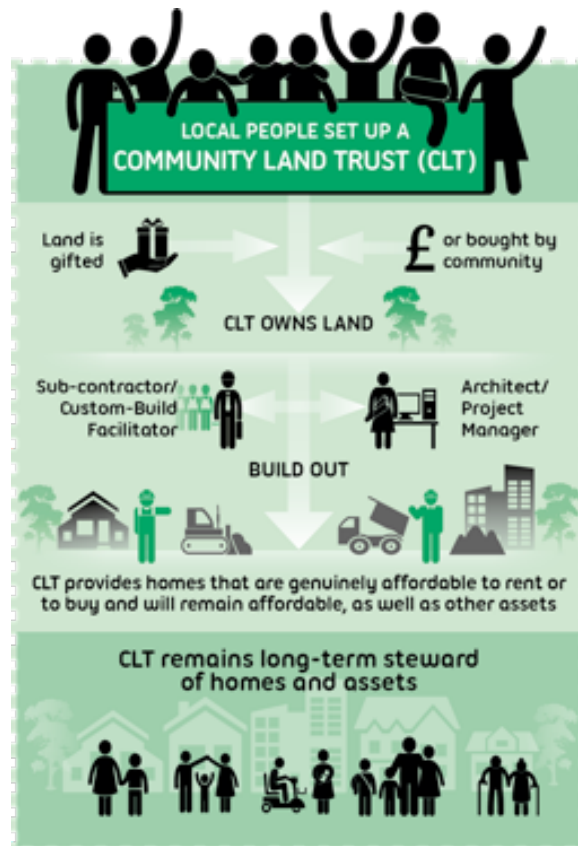 LOCAL PEOPLE SET UP A
COMMUNITY LAND TRUST (CLT)
Land is
gifted
£
or bought by
community
CLT OWNS LAND
Sub-contractor/
Custom-Build
Facilitator
Architect/
Project
Manager
BUILD OUT
CLT provides homes that are genuinely affordable to rent or
to buy and will remain affordable, as well as other assets
CLT remains long-term steward
of homes and assets